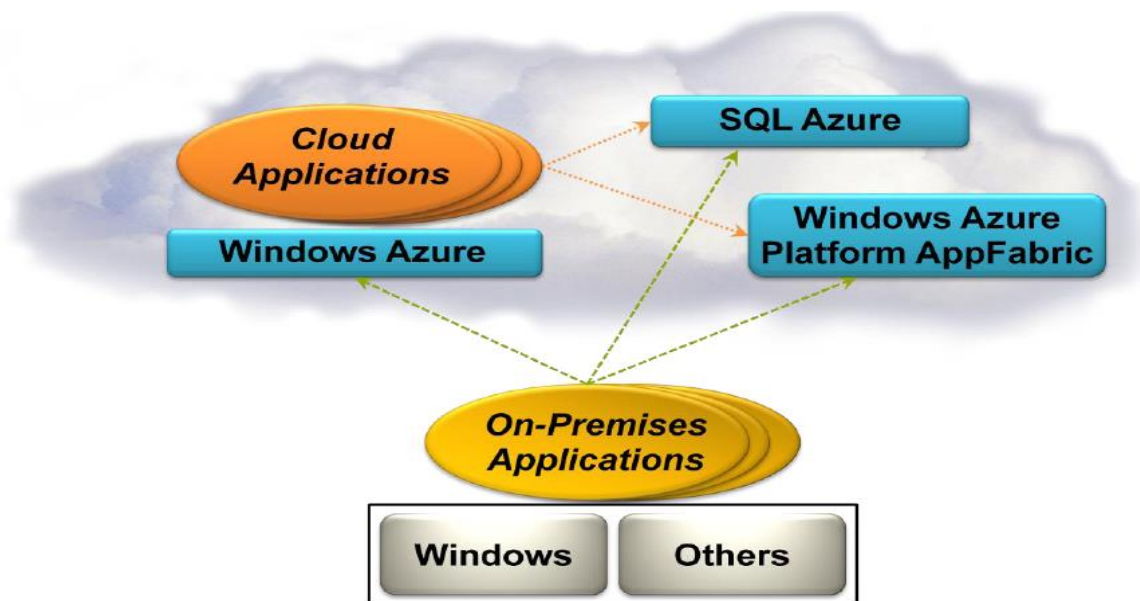 Cloud
Applications
SQL Azure
Windows Azure
Windows Azure
Platform AppFabric
On-Premises
Applications
Windows
Others